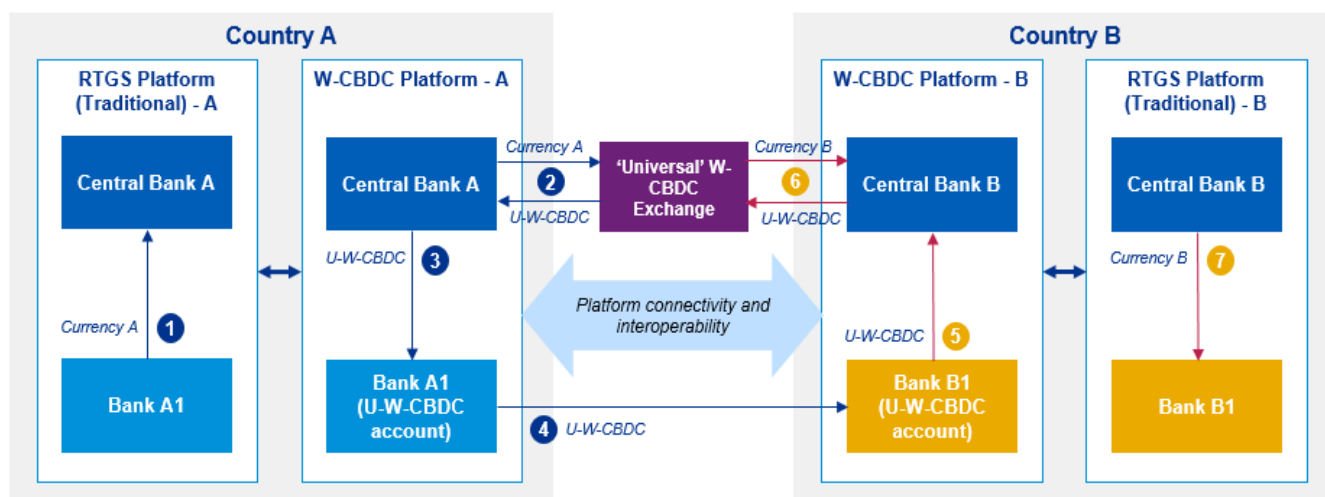 Country A
Country B
RTGS Platform
(Traditional) - A
W-CBDC Platform - A
W-CBDC Platform - B
RTGS Platform
(Traditional) - B
Central Bank A
Central Bank A
Currency A
2
U-W-CBDC
‘Universal’ W-
CBDC
Exchange
Currency B
6
U-W-CBDC
Central Bank B
Central Bank B
U-W-CBDC
3
Currency B
7
Platform connectivity and
interoperability
Currency A
1
U-W-CBDC
5
Bank A1
Bank A1
(U-W-CBDC
account)
4
U-W-CBDC
Bank B1
(U-W-CBDC
account)
Bank B1